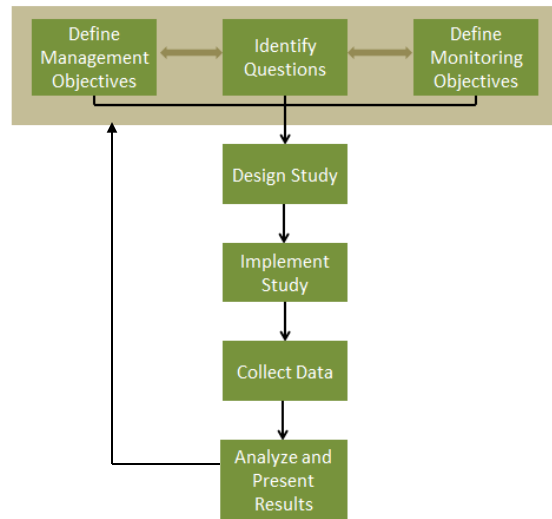 Define
Management
Objectives
Identify
Questions
Define
Monitoring
Objectives
Design Study
Implement
Study
Collect Data
Analyze and
Present
Results